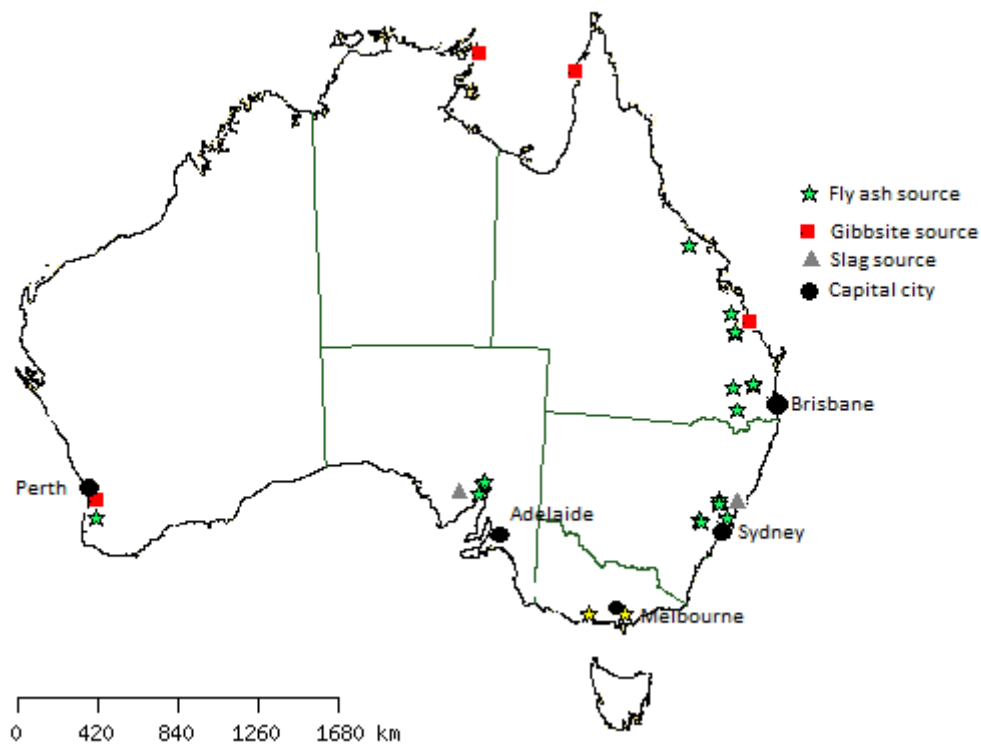 Fly ash source
Gibbsite source
Slag source
Capital city
Brisbane
Perth
Adelaide
Sydney
Melbourne
0 420 840 1260 1680 km